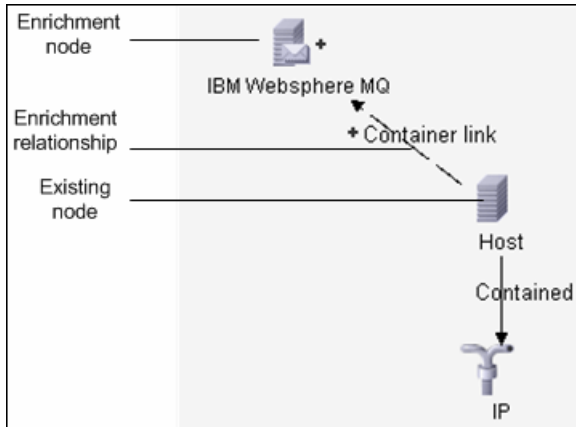 Enrichment
node
+
IBM Websphere MQ
Enrichment
relationship
+ Container link
Existing
node
Host
Contained
IP